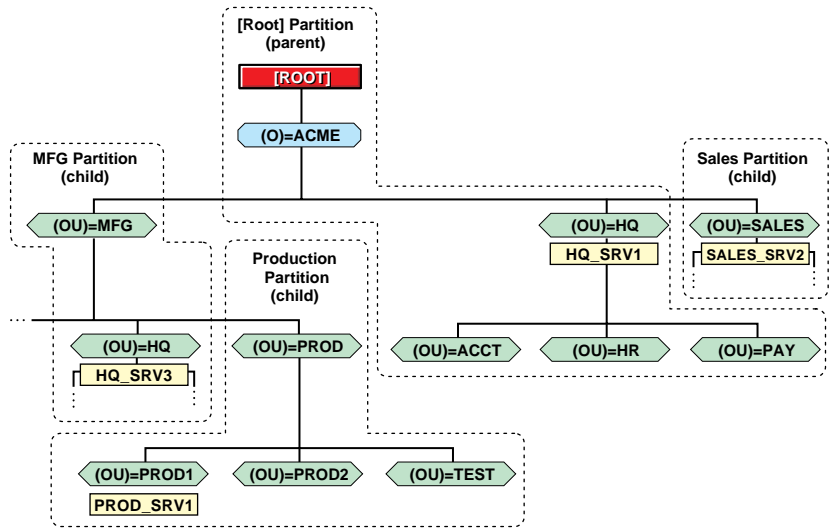 [Root] Partition
(parent)
[ROOT]
(O)=ACME
MFG Partition
(child)
Sales Partition
(child)
(OU)=MFG
(OU)=HQ
(OU)=SALES
HQ_SRV1
SALES_SRV2
Production
Partition
(child)
(OU)=HQ
(OU)=PROD
(OU)=ACCT
(OU)=HR
(OU)=PAY
HQ_SRV3
(OU)=PROD1
(OU)=PROD2
(OU)=TEST
PROD_SRV1